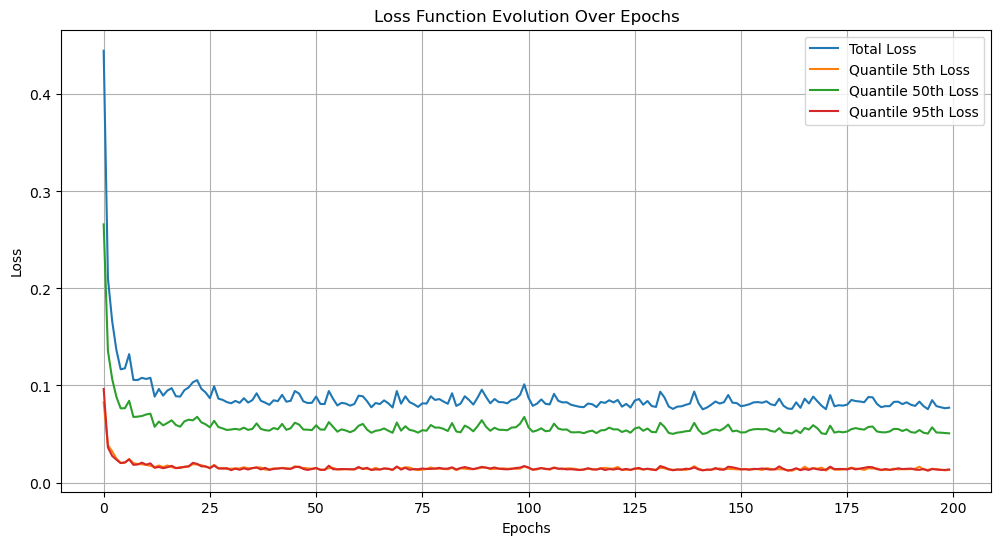 Loss Function Evolution Over Epochs
Total Loss
Quantile 5th Loss
Quantile 50th Loss
Quantile 95th Loss
Loss
0.4
0.3
0.2
0.1
0.0
0 25 50 75 100 125 150 175 200
Epochs